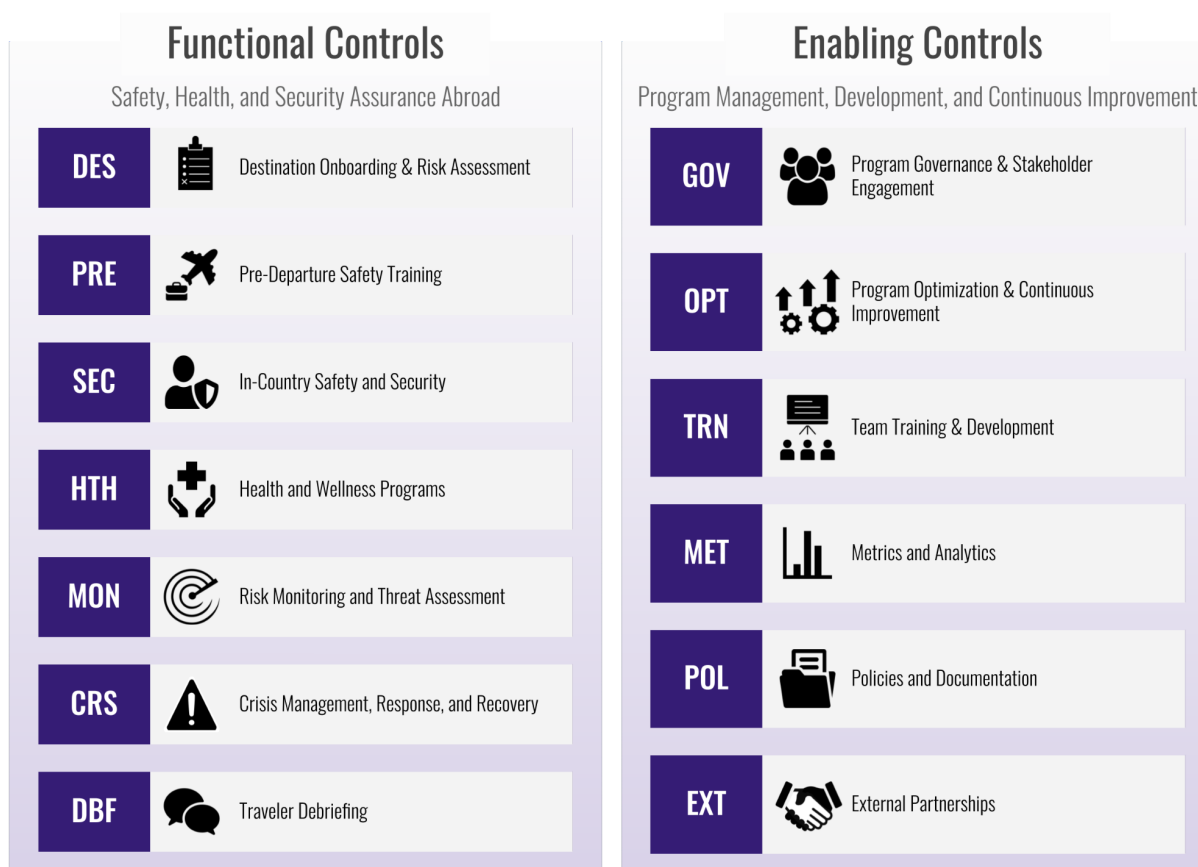 Functional Controls
Safety, Health, and Security Assurance Abroad
DES
Destination Onboarding & Risk Assessment
PRE
Pre-Departure Safety Training
SEC
In-Country Safety and Security
HTH
Health and Wellness Programs
MON
Risk Monitoring and Threat Assessment
CRS
Crisis Management, Response, and Recovery
DBF
Traveler Debriefing
Enabling Controls
Program Management, Development, and Continuous Improvement
GOV
Program Governance & Stakeholder
Engagement
OPT
Program Optimization & Continuous
Improvement
TRN
Team Training & Development
MET
Metrics and Analytics
POL
Policies and Documentation
EXT
External Partnerships